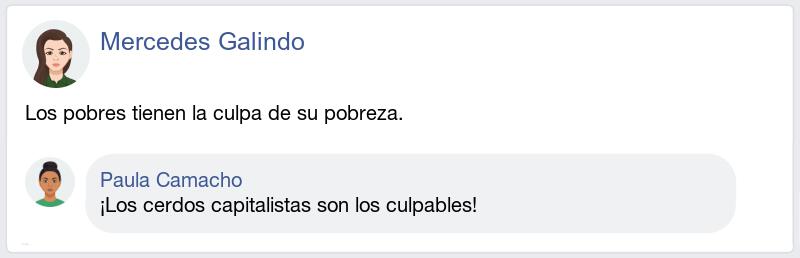 Mercedes Galindo
Los pobres tienen la culpa de su pobreza.
Paula Camacho
¡Los cerdos capitalistas son los culpables!